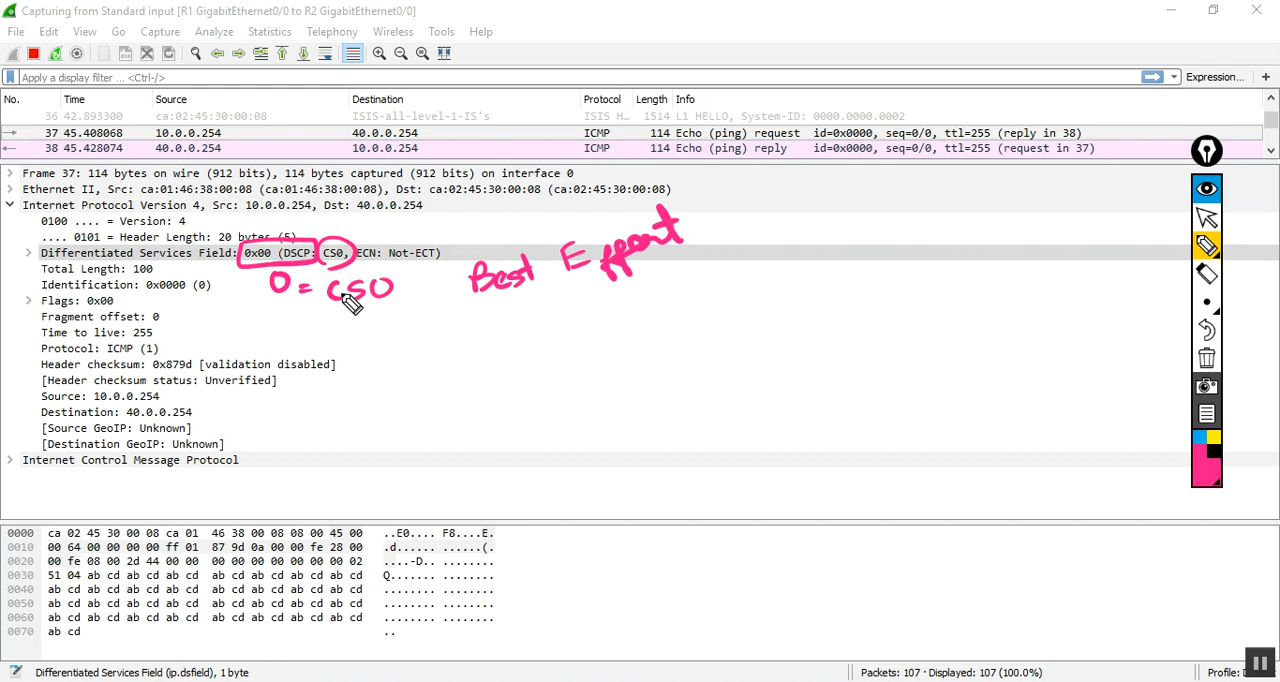 Capturing from Standard input [R1 GigabitEthernet0/0 to R2 GigabitEthernet0/0]
File Edit View Go Capture Analyze Statistics Telephony Wireless Tools Help
Apply a display filter ... <Ctrl-/> Expression... +
No. Time Source Destination Protocol Length Info
36 42.893300 ca:02:45:30:00:08 ISIS-all-level-1-IS's ISIS H... 1514 L1 HELLO, System-ID: 0000.0000.0002
37 45.408068 10.0.0.254 40.0.0.254 ICMP 114 Echo (ping) request id=0x0000, seq=0/0, ttl=255 (reply in 38)
38 45.428074 40.0.0.254 10.0.0.254 ICMP 114 Echo (ping) reply id=0x0000, seq=0/0, ttl=255 (request in 37)
Frame 37: 114 bytes on wire (912 bits), 114 bytes captured (912 bits) on interface 0
Ethernet II, Src: ca:01:46:38:00:08 (ca:01:46:38:00:08), Dst: ca:02:45:30:00:08 (ca:02:45:30:00:08)
Internet Protocol Version 4, Src: 10.0.0.254, Dst: 40.0.0.254
0100 .... = Version: 4
.... 0101 = Header Length: 20 bytes (5)
Differentiated Services Field: 0x00 (DSCP: CS0, ECN: Not-ECT)
Best Effort
Total Length: 100
0 = CS0
Identification: 0x0000 (0)
Flags: 0x00
Fragment offset: 0
Time to live: 255
Protocol: ICMP (1)
Header checksum: 0x879d [validation disabled]
[Header checksum status: Unverified]
Source: 10.0.0.254
Destination: 40.0.0.254
[Source GeoIP: Unknown]
[Destination GeoIP: Unknown]
Internet Control Message Protocol
0000 ca 02 45 30 00 08 ca 01 46 38 00 08 08 00 45 00 ..E0.... F8....E.
0010 00 64 00 00 00 00 ff 01 87 9d 0a 00 00 fe 28 00 .d...... ......(.
0020 00 fe 08 00 2d 44 00 00 00 00 00 00 00 00 00 02 ....-D.. ........
0030 51 04 ab cd ab cd ab cd ab cd ab cd ab cd ab cd Q....... ........
0040 ab cd ab cd ab cd ab cd ab cd ab cd ab cd ab cd ........ ........
0050 ab cd ab cd ab cd ab cd ab cd ab cd ab cd ab cd ........ ........
0060 ab cd ab cd ab cd ab cd ab cd ab cd ab cd ab cd ........ ........
0070 ab cd ..
Differentiated Services Field (ip.dsfield), 1 byte Packets: 107 · Displayed: 107 (100.0%) Profile: